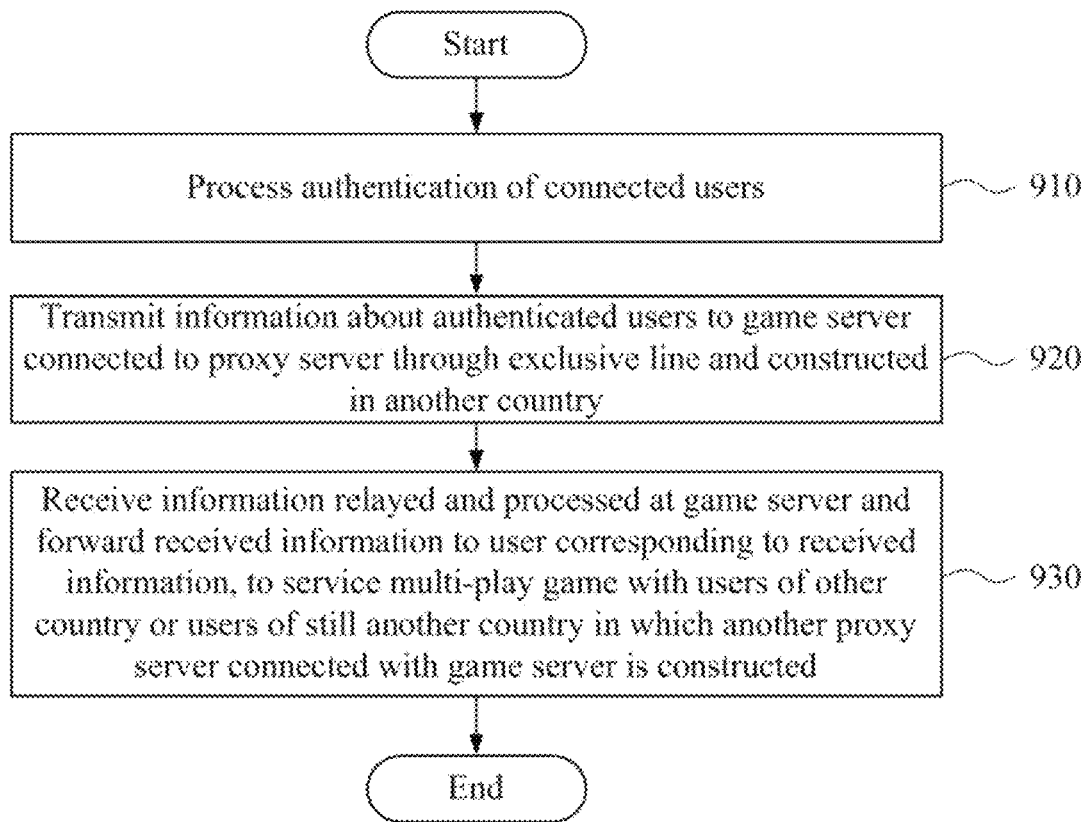 Start
Process authentication of connected users
910
Transmit information about authenticated users to game server
connected to proxy server through exclusive line and constructed
in another country
920
Receive information relayed and processed at game server and
forward received information to user corresponding to received
information, to service multi-play game with users of other
country or users of still another country in which another proxy
server connected with game server is constructed
930
End